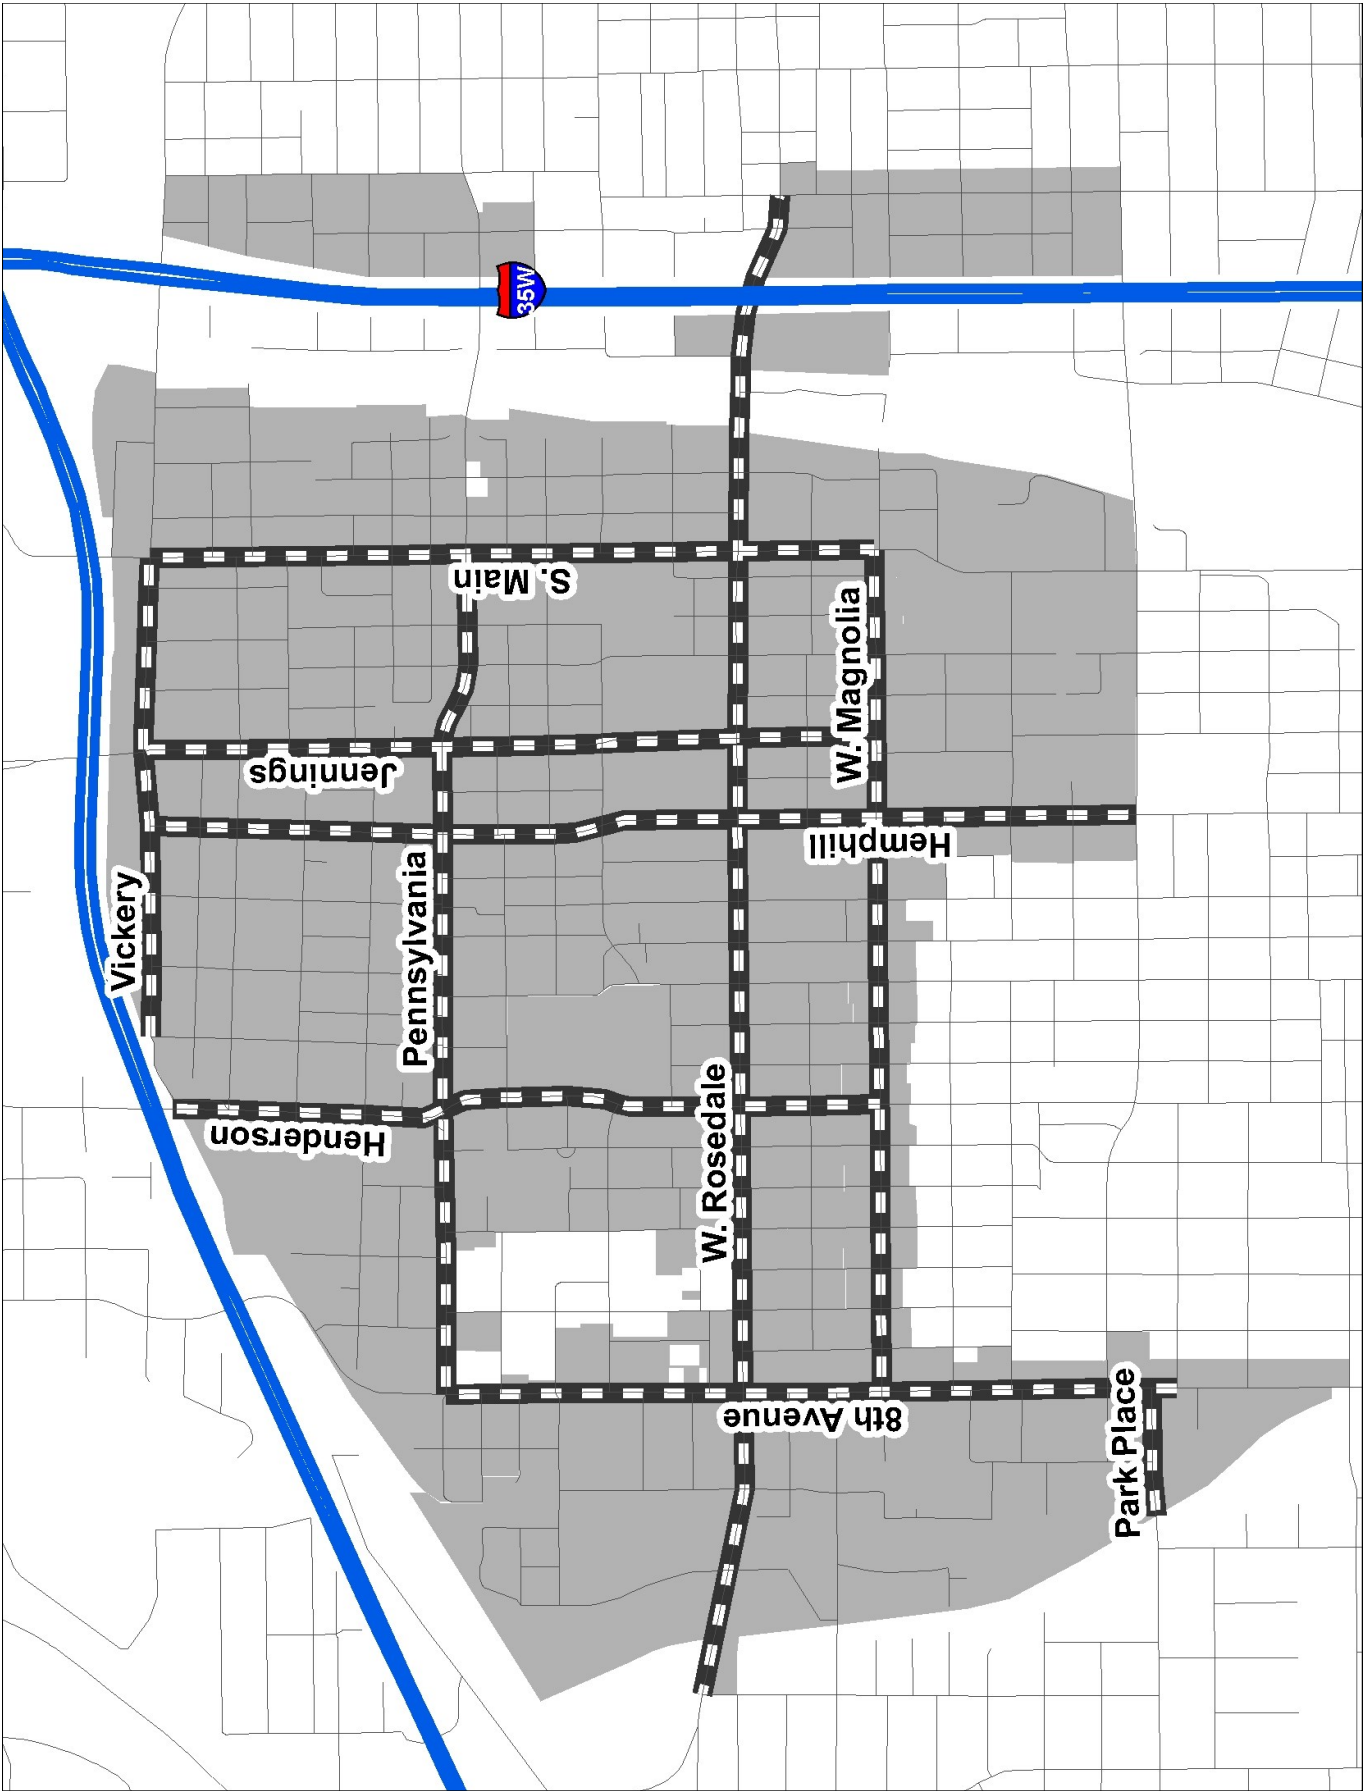 35W
S. Main
W. Magnolia
Jennings
Hemphill
Vickery
Pennsylvania
Henderson
W. Rosedale
8th Avenue
Park Place